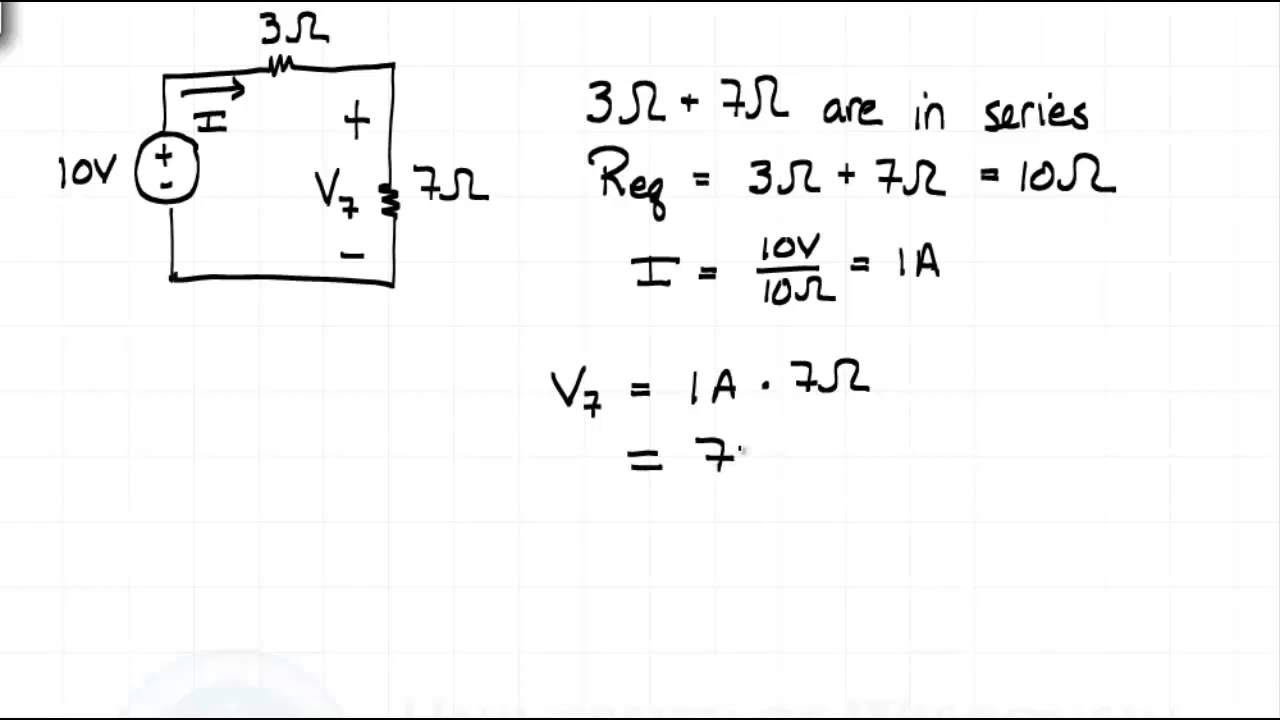 3Ω
I
10V
+
-
+
V₇
-
7Ω
3Ω + 7Ω are in series
Req = 3Ω + 7Ω = 10Ω
I = 10V/10Ω = 1A
V₇ = 1A · 7Ω
= 7